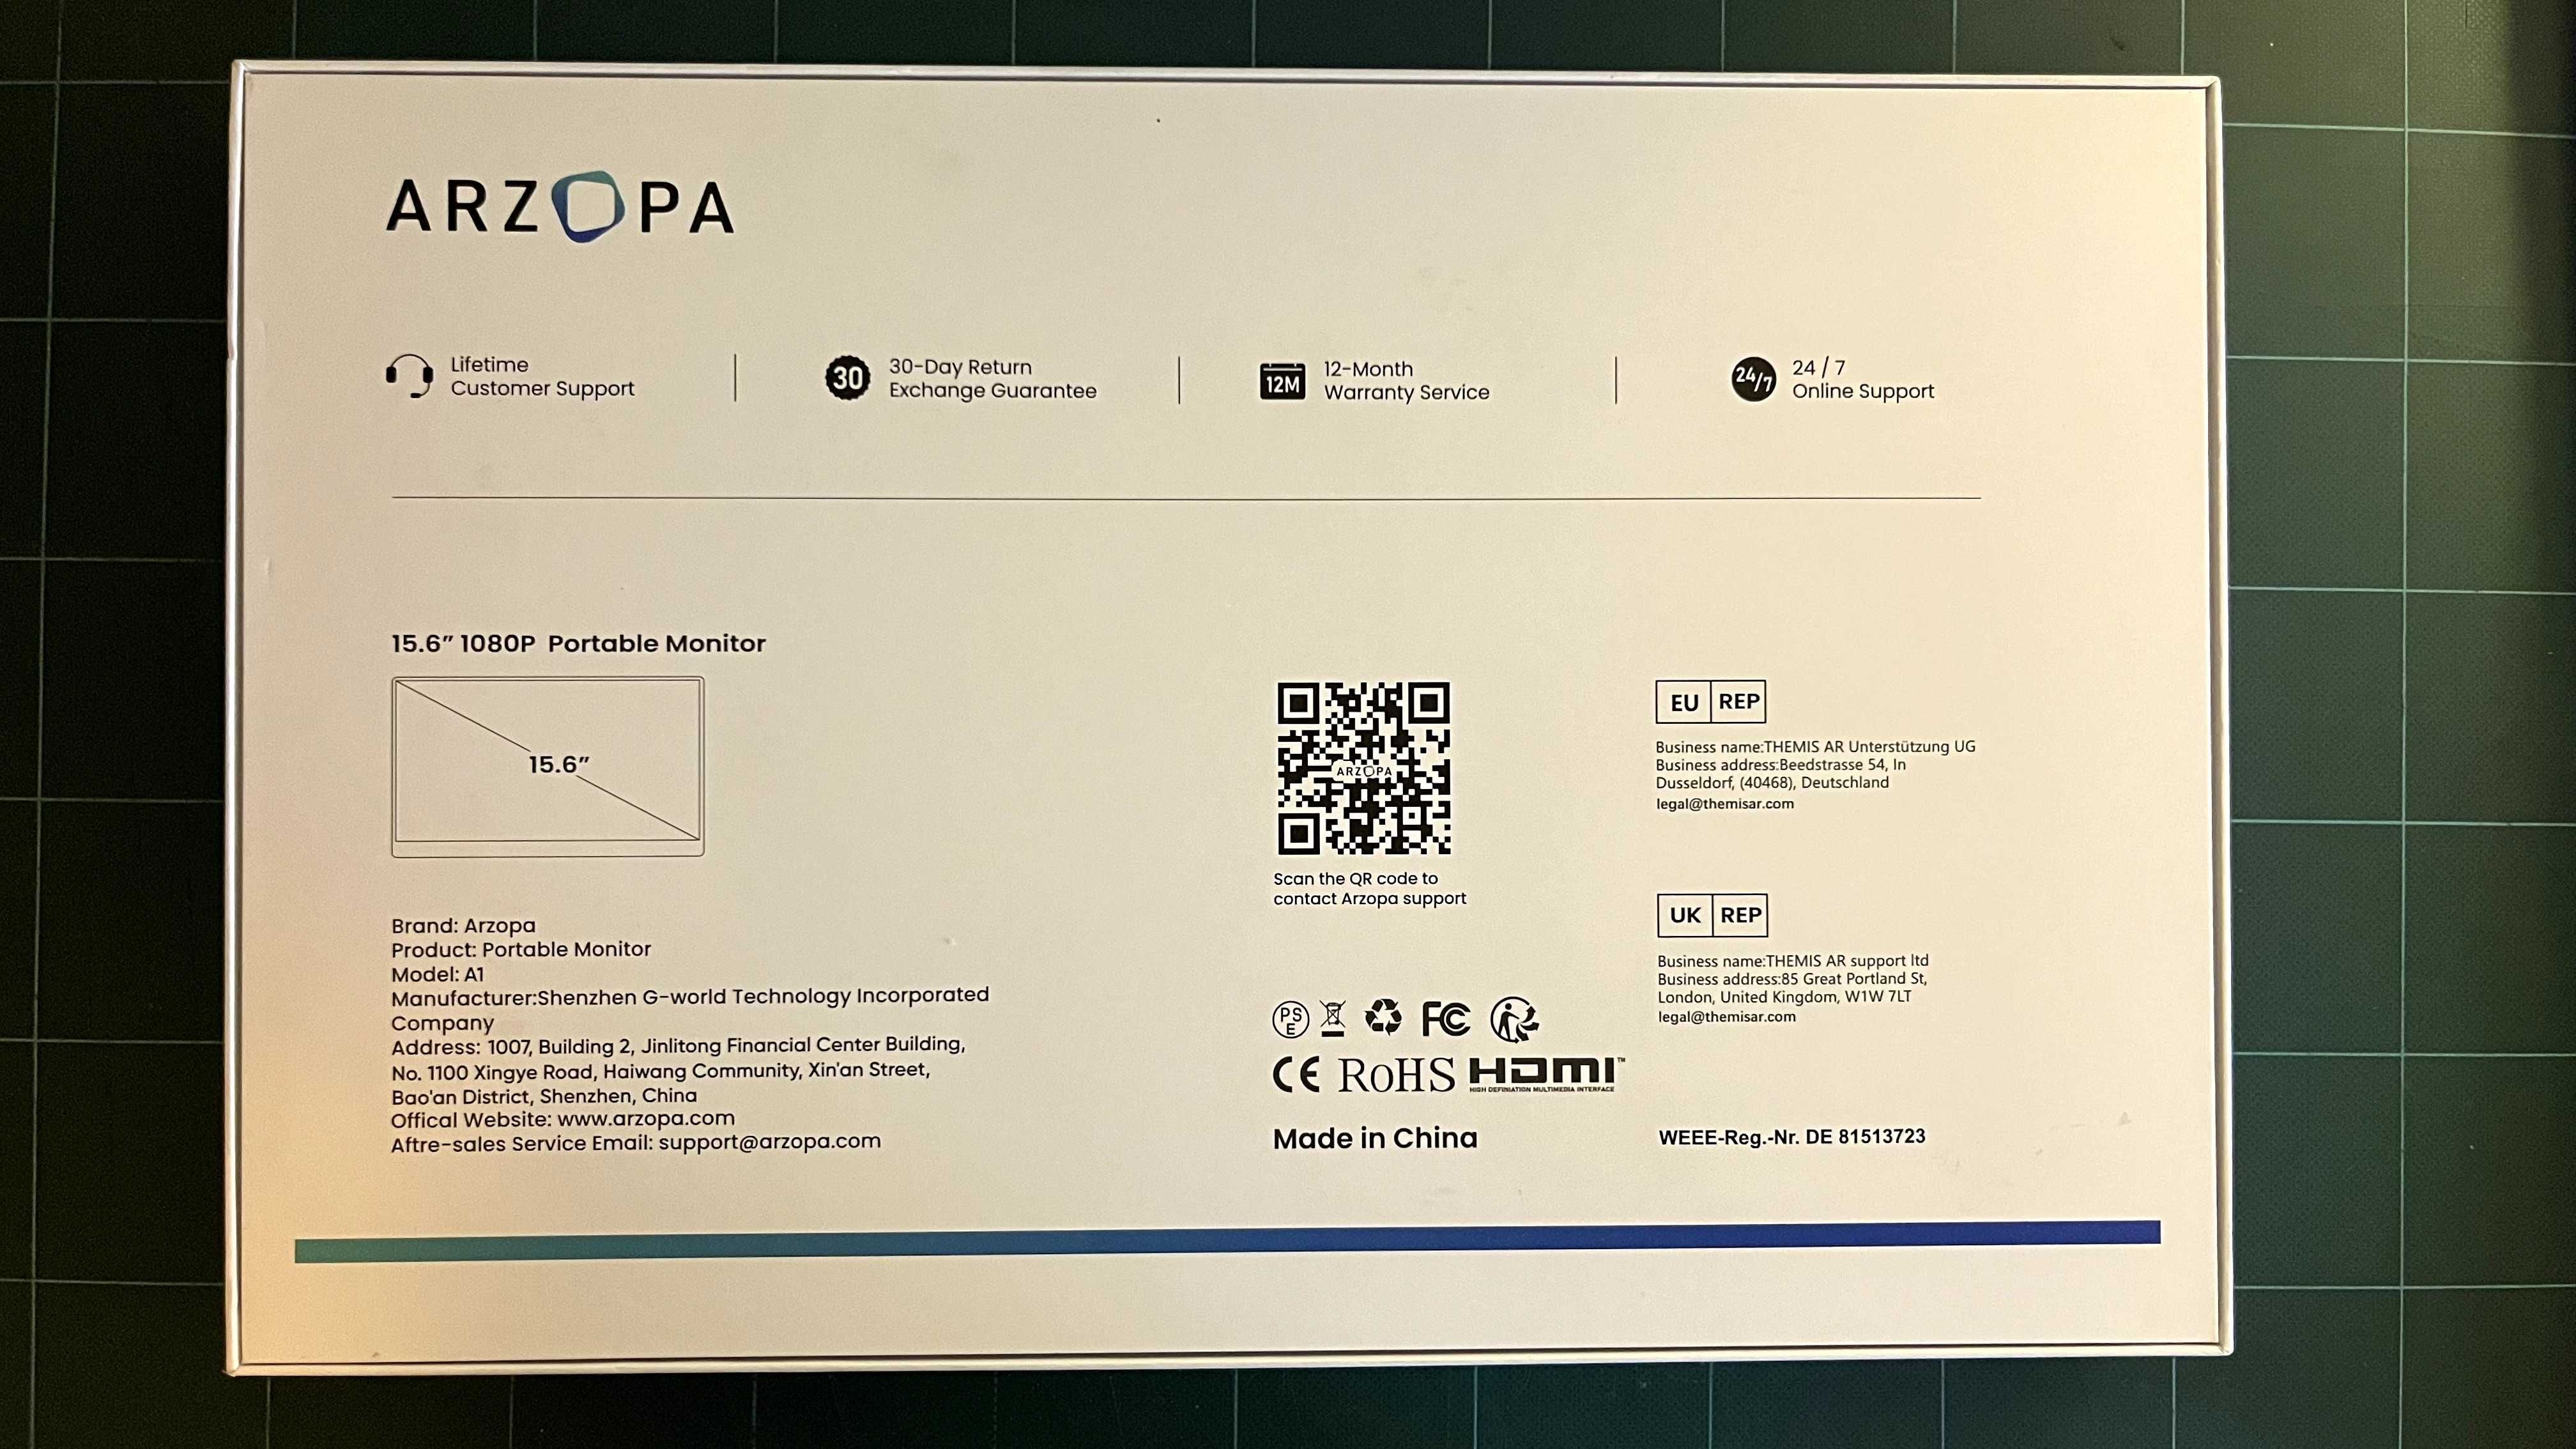 ARZOPA
Lifetime
Customer Support
30
30-Day Return
Exchange Guarantee
12M
12-Month
Warranty Service
24/7
24 / 7
Online Support
15.6” 1080P Portable Monitor
15.6”
Brand: Arzopa
Product: Portable Monitor
Model: A1
Manufacturer:Shenzhen G-world Technology Incorporated
Company
Address: 1007, Building 2, Jinlitong Financial Center Building,
No. 1100 Xingye Road, Haiwang Community, Xin'an Street,
Bao'an District, Shenzhen, China
Offical Website: www.arzopa.com
Aftre-sales Service Email: support@arzopa.com
ARZOPA
Scan the QR code to
contact Arzopa support
PS
E
FC
CE RoHS HDMI™
HIGH DEFINIATION MULTIMEDIA INTERFACE
Made in China
EU REP
Business name:THEMIS AR Unterstützung UG
Business address:Beedstrasse 54, In
Dusseldorf, (40468), Deutschland
legal@themisar.com
UK REP
Business name:THEMIS AR support ltd
Business address:85 Great Portland St,
London, United Kingdom, W1W 7LT
legal@themisar.com
WEEE-Reg.-Nr. DE 81513723